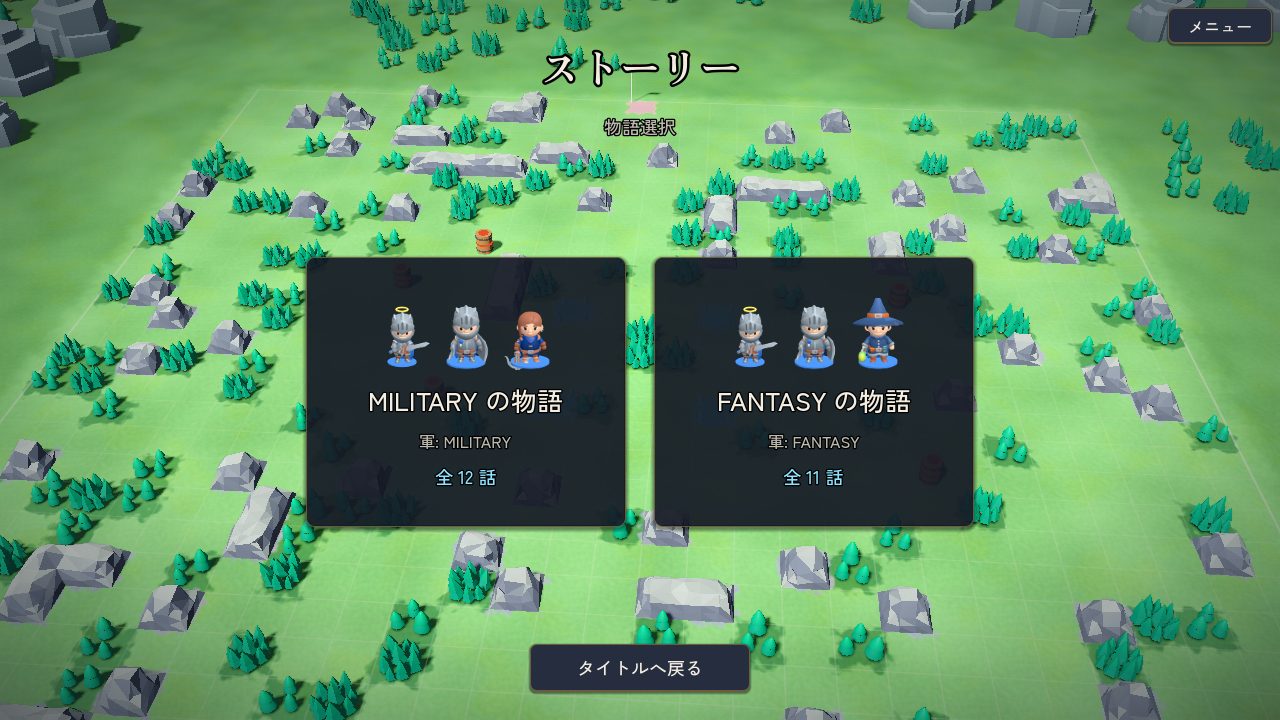 メニュー
ストーリー
物語選択
MILITARY の物語
軍: MILITARY
全 12 話
FANTASY の物語
軍: FANTASY
全 11 話
タイトルへ戻る